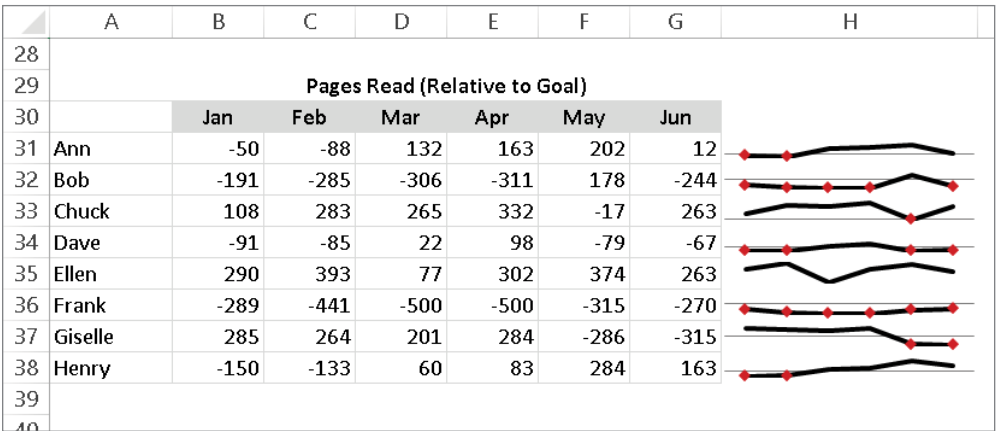 A B C D E F G H
28
29 Pages Read (Relative to Goal)
30 Jan Feb Mar Apr May Jun
31 Ann -50 -88 132 163 202 12
32 Bob -191 -285 -306 -311 178 -244
33 Chuck 108 283 265 332 -17 263
34 Dave -91 -85 22 98 -79 -67
35 Ellen 290 393 77 302 374 263
36 Frank -289 -441 -500 -500 -315 -270
37 Giselle 285 264 201 284 -286 -315
38 Henry -150 -133 60 83 284 163
39
40